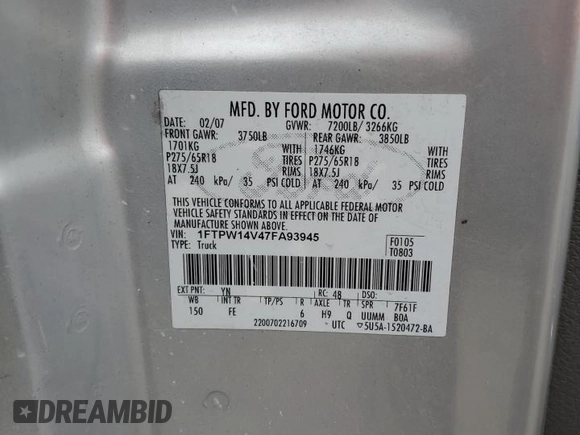 MFD. BY FORD MOTOR CO.
DATE: 02/07 GVWR: 7200LB/ 3266KG
FRONT GAWR: 3750LB REAR GAWR: 3850LB
1701KG WITH 1746KG WITH
P275/65R18 TIRES P275/65R18 TIRES
18X7.5J RIMS 18X7.5J RIMS
AT 240 kPa/ 35 PSI COLD AT 240 kPa/ 35 PSI COLD
THIS VEHICLE CONFORMS TO ALL APPLICABLE FEDERAL MOTOR
VEHICLE SAFETY STANDARDS IN EFFECT ON THE DATE OF
MANUFACTURE SHOWN ABOVE.
VIN: 1FTPW14V47FA93945
TYPE: Truck
F0105
T0803
EXT PNT: YN RC: 48 DSO:
WB INT TR TP/PS R AXLE TR SPR 7F61F
150 FE 6 H9 Q UUMM BOA
2200702216709 UTC 5U5A-1520472-BA
DREAMBID